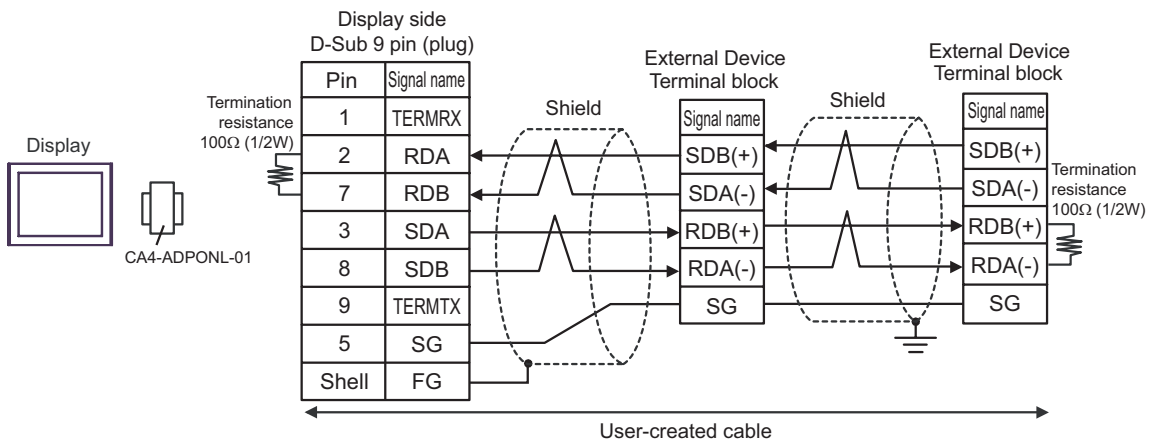 Display side
D-Sub 9 pin (plug)
External Device
Terminal block
External Device
Terminal block
Pin
Signal name
1
TERMRX
2
RDA
7
RDB
3
SDA
8
SDB
9
TERMTX
5
SG
Shell
FG
Termination
resistance
100Ω (1/2W)
Display
CA4-ADPONL-01
Shield
Signal name
SDB(+)
SDA(-)
RDB(+)
RDA(-)
SG
Shield
Signal name
SDB(+)
SDA(-)
RDB(+)
RDA(-)
SG
Termination
resistance
100Ω (1/2W)
User-created cable